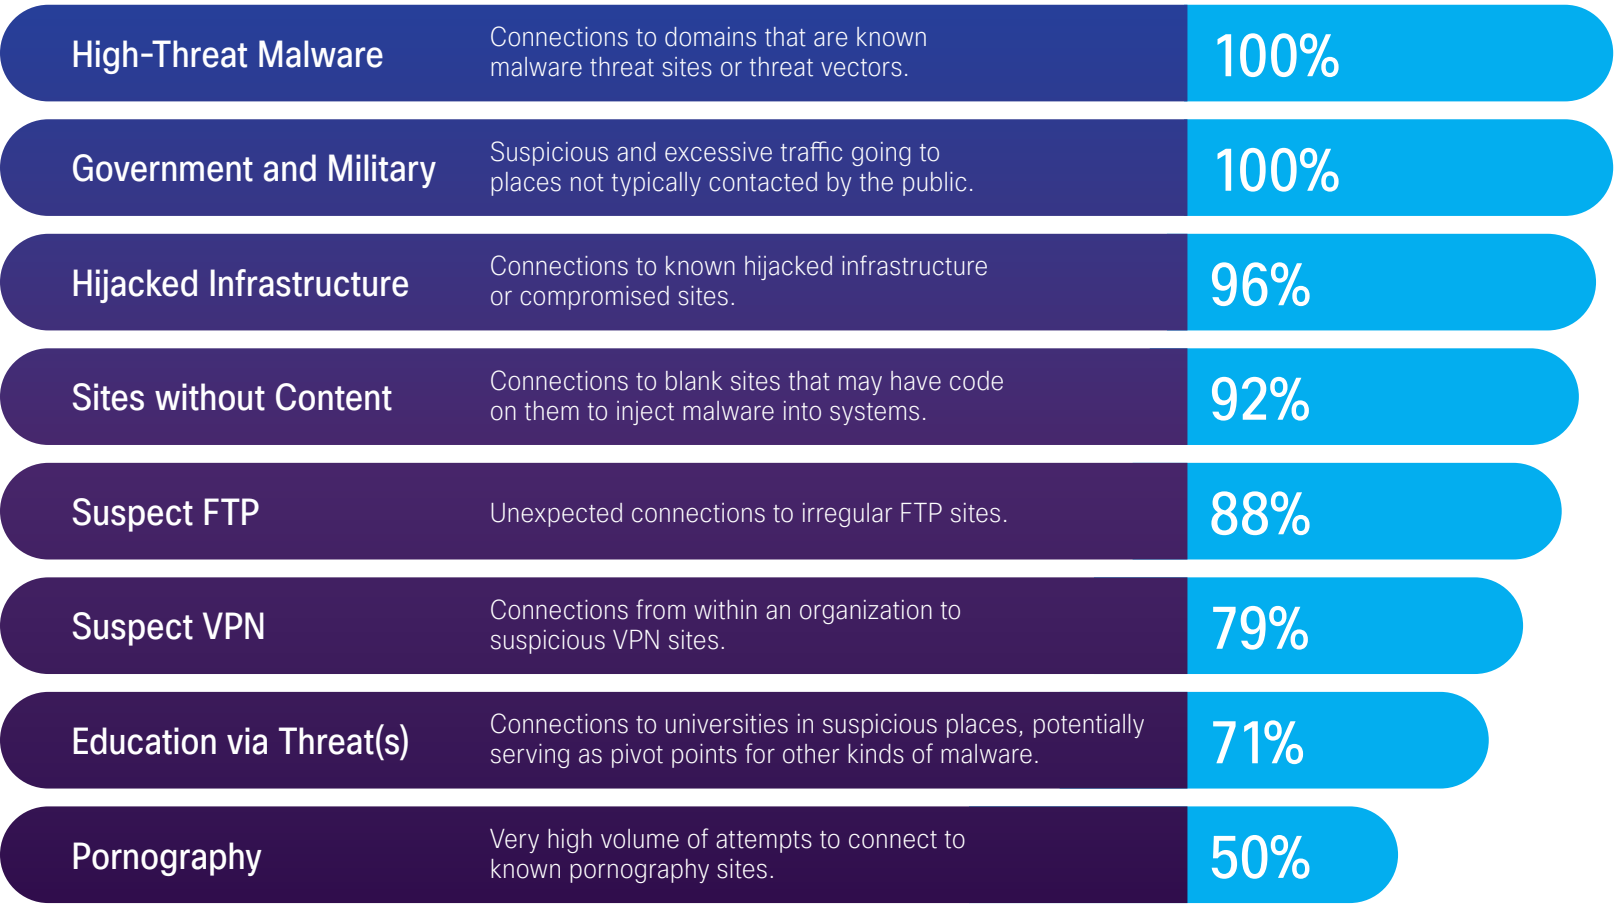 High-Threat Malware
Connections to domains that are known
malware threat sites or threat vectors.
100%
Government and Military
Suspicious and excessive traffic going to
places not typically contacted by the public.
100%
Hijacked Infrastructure
Connections to known hijacked infrastructure
or compromised sites.
96%
Sites without Content
Connections to blank sites that may have code
on them to inject malware into systems.
92%
Suspect FTP
Unexpected connections to irregular FTP sites.
88%
Suspect VPN
Connections from within an organization to
suspicious VPN sites.
79%
Education via Threat(s)
Connections to universities in suspicious places, potentially
serving as pivot points for other kinds of malware.
71%
Pornography
Very high volume of attempts to connect to
known pornography sites.
50%